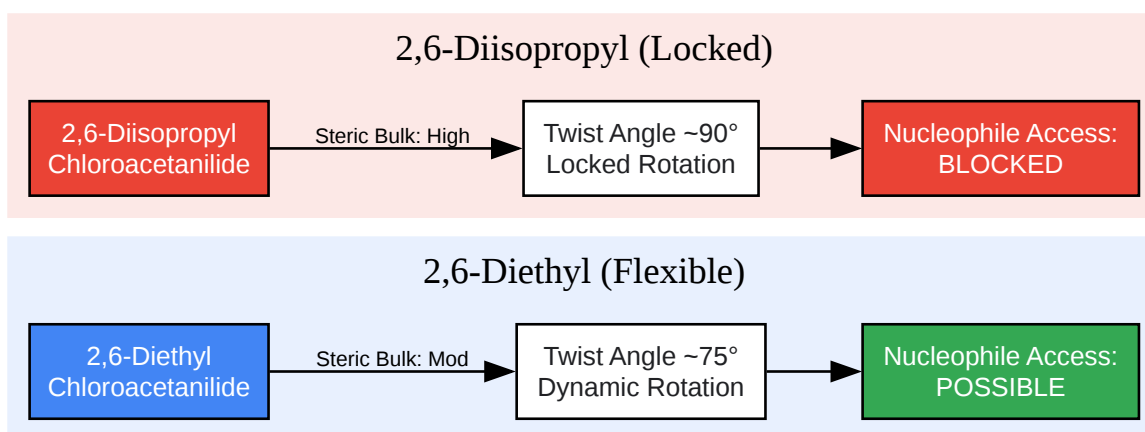 2,6-Diisopropyl (Locked)
2,6-Diisopropyl
Chloroacetanilide
Steric Bulk: High
Twist Angle ~90°
Locked Rotation
Nucleophile Access:
BLOCKED
2,6-Diethyl (Flexible)
2,6-Diethyl
Chloroacetanilide
Steric Bulk: Mod
Twist Angle ~75°
Dynamic Rotation
Nucleophile Access:
POSSIBLE